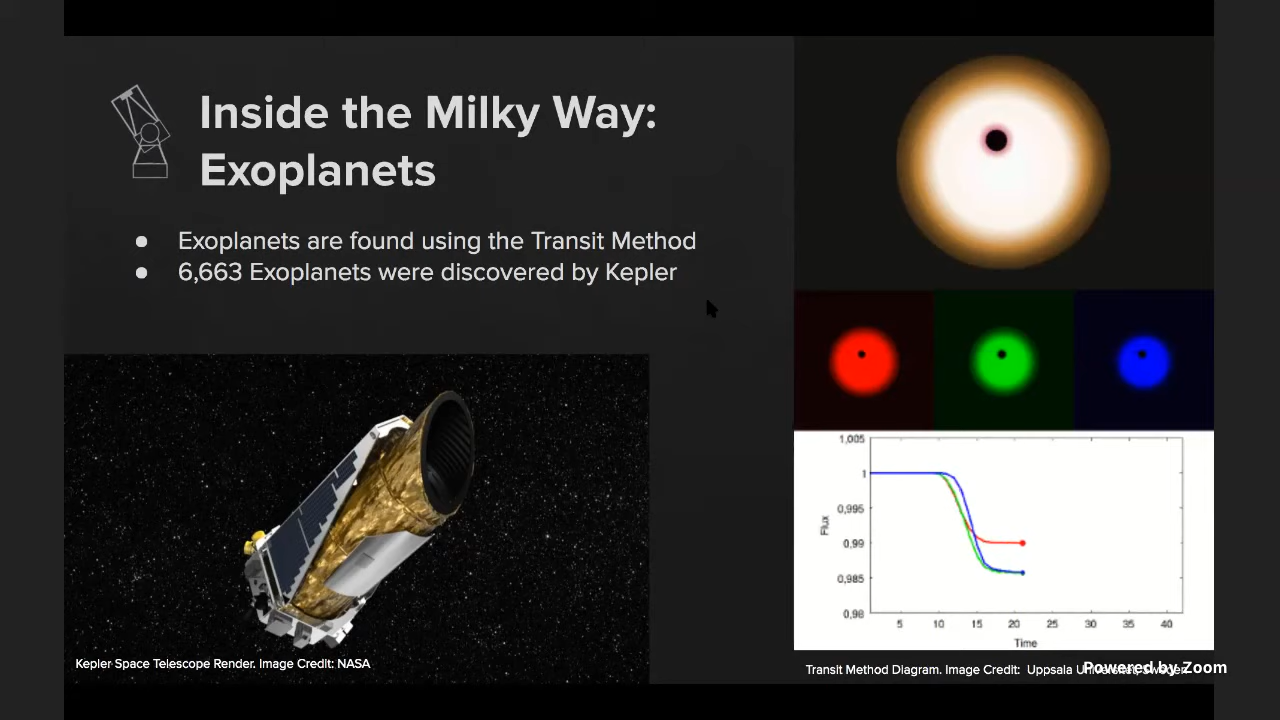 Inside the Milky Way:
Exoplanets
● Exoplanets are found using the Transit Method
● 6,663 Exoplanets were discovered by Kepler
1,005
1
0,995
0,99
0,985
0,98
Flux
5 10 15 20 25 30 35 40
Time
Kepler Space Telescope Render. Image Credit: NASA
Transit Method Diagram. Image Credit: Uppsala
Powered by Zoom